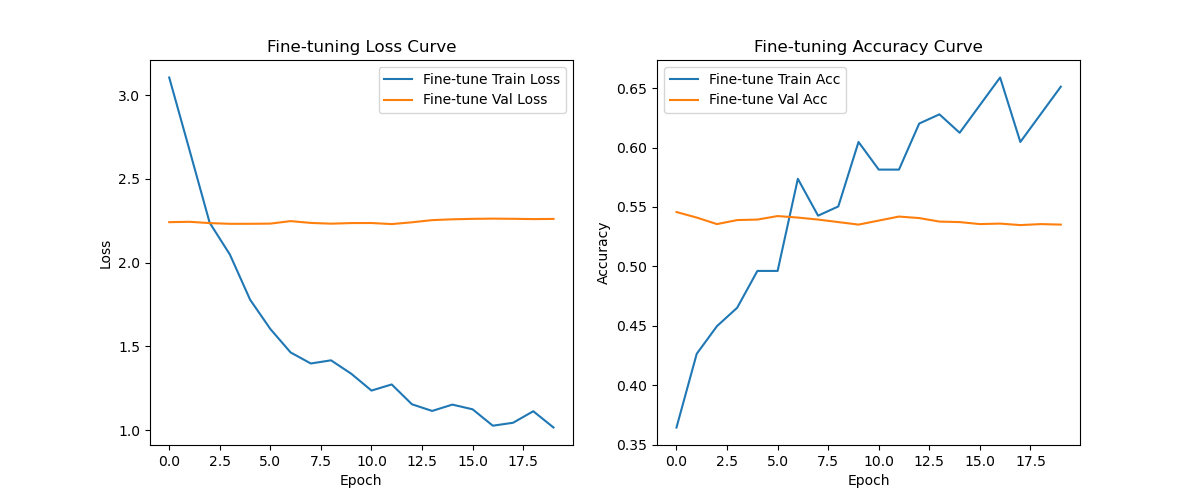 Fine-tuning Loss Curve
Fine-tune Train Loss
Fine-tune Val Loss
3.0
2.5
2.0
1.5
1.0
Loss
0.0 2.5 5.0 7.5 10.0 12.5 15.0 17.5
Epoch
Fine-tuning Accuracy Curve
Fine-tune Train Acc
Fine-tune Val Acc
0.65
0.60
0.55
0.50
0.45
0.40
0.35
Accuracy
0.0 2.5 5.0 7.5 10.0 12.5 15.0 17.5
Epoch